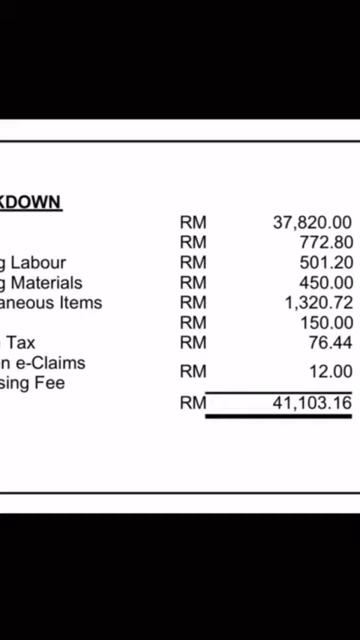 KDOWN
RM 37,820.00
RM 772.80
g Labour RM 501.20
g Materials RM 450.00
aneous Items RM 1,320.72
RM 150.00
Tax RM 76.44
n e-Claims
sing Fee RM 12.00
RM 41,103.16